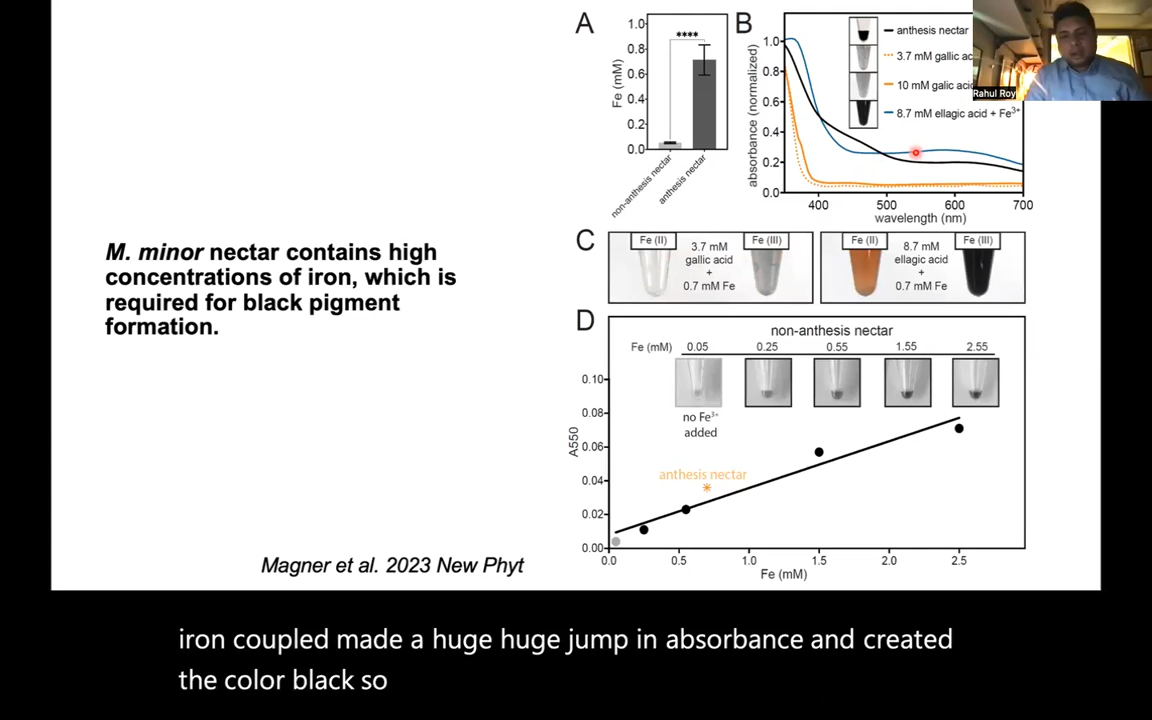 M. minor nectar contains high
concentrations of iron, which is
required for black pigment
formation.
Magner et al. 2023 New Phyt
A
Fe (mM)
1.0
0.8
0.6
0.4
0.2
0.0
****
non-anthesis nectar
anthesis nectar
B
absorbance (normalized)
1.0
0.8
0.6
0.4
0.2
0.0
400
500
600
700
wavelength (nm)
anthesis nectar
3.7 mM gallic ac
10 mM galic acid
8.7 mM ellagic acid + Fe³⁺
Rahul Roy
C
Fe (II)
3.7 mM
gallic acid
+
0.7 mM Fe
Fe (III)
Fe (II)
8.7 mM
ellagic acid
+
0.7 mM Fe
Fe (III)
D
non-anthesis nectar
Fe (mM) 0.05 0.25 0.55 1.55 2.55
no Fe³⁺
added
anthesis nectar
A550
0.10
0.08
0.06
0.04
0.02
0.00
0.0 0.5 1.0 1.5 2.0 2.5
Fe (mM)
iron coupled made a huge huge jump in absorbance and created
the color black so